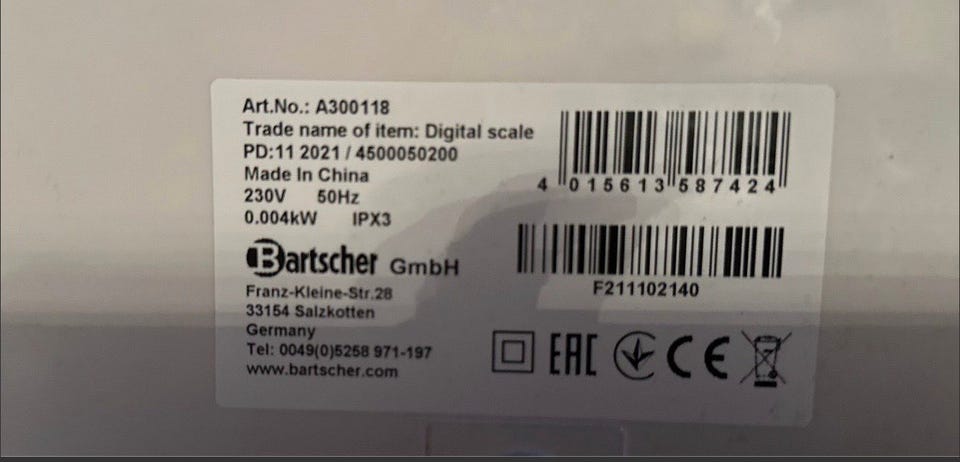 Art.No.: A300118
Trade name of item: Digital scale
PD:11 2021 / 4500050200
Made In China
230V 50Hz
0.004kW IPX3
Bartscher GmbH
Franz-Kleine-Str.28
33154 Salzkotten
Germany
Tel: 0049(0)5258 971-197
www.bartscher.com
4 015613 587424
F211102140
EAC
CE